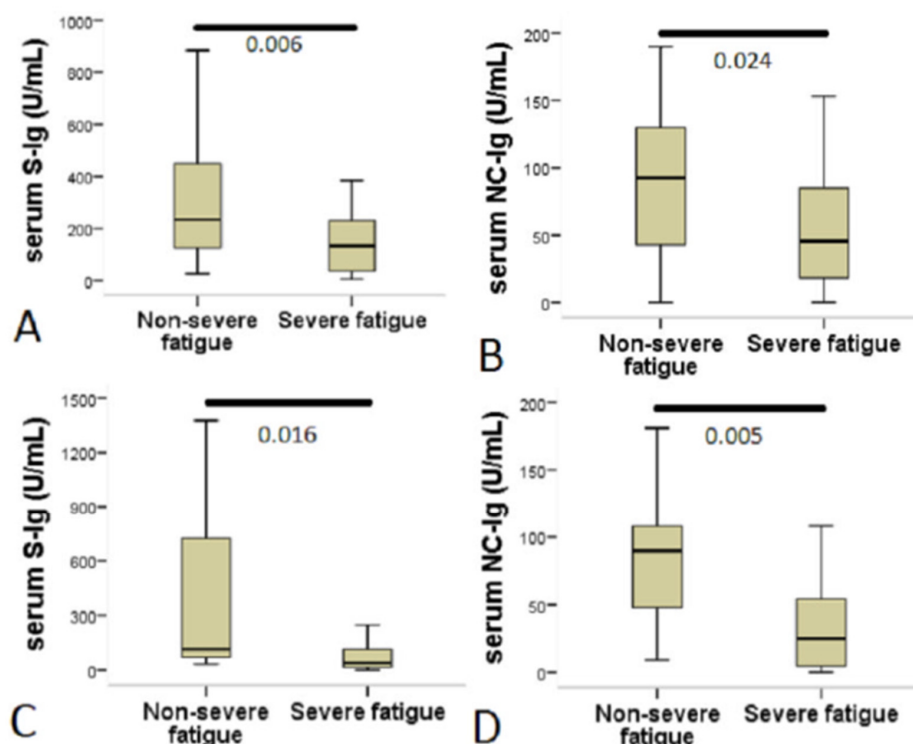 A
serum S-Ig (U/mL)
1000
800
600
400
200
0
0.006
Non-severe
fatigue
Severe fatigue
B
serum NC-Ig (U/mL)
200
150
100
50
0
0.024
Non-severe
fatigue
Severe fatigue
C
serum S-Ig (U/mL)
1500
1200
900
600
300
0
0.016
Non-severe
fatigue
Severe fatigue
D
serum NC-Ig (U/mL)
200
150
100
50
0
0.005
Non-severe
fatigue
Severe fatigue